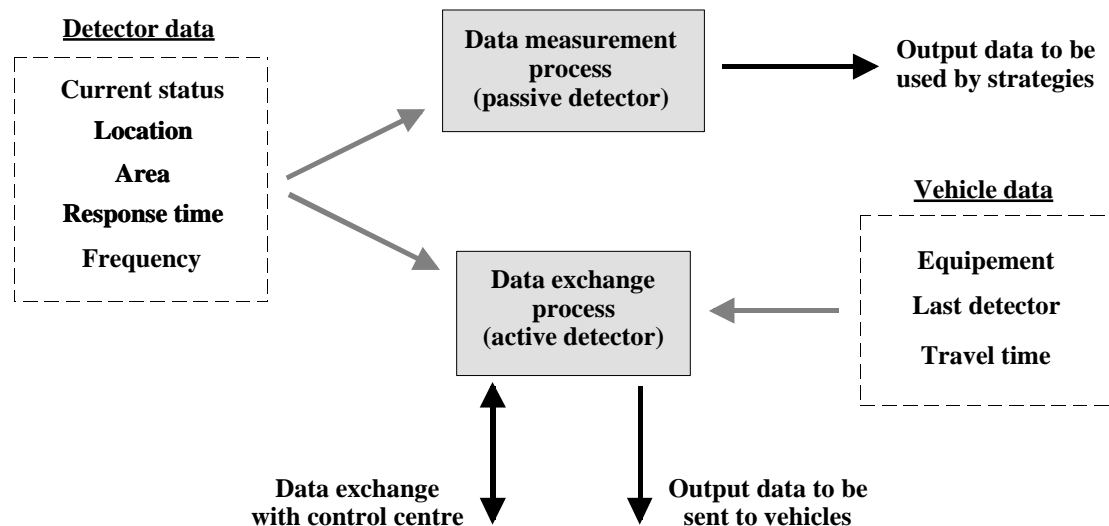 Detector data
Current status
Location
Area
Response time
Frequency
Data measurement
process
(passive detector)
Output data to be
used by strategies
Vehicle data
Equipement
Last detector
Travel time
Data exchange
process
(active detector)
Data exchange
with control centre
Output data to be
sent to vehicles